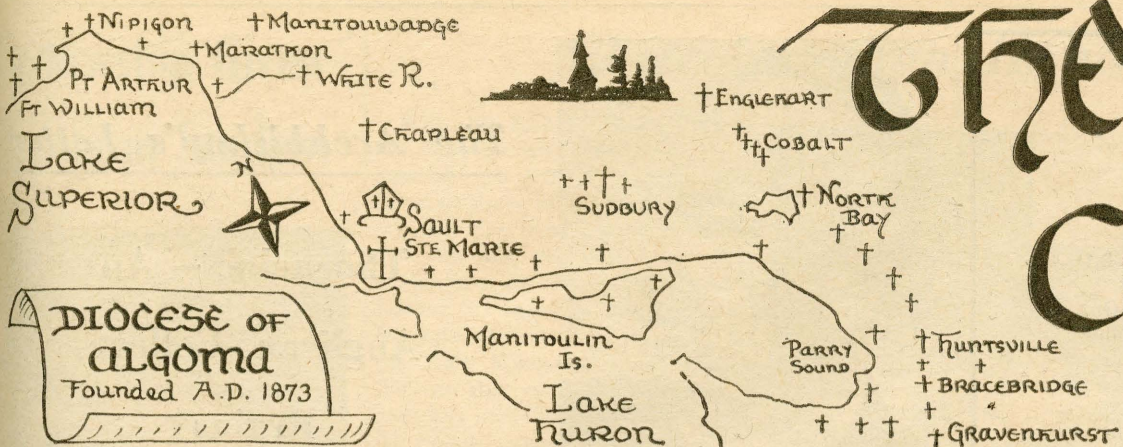 The
C
Nipigon
Manitouwadge
Marathon
Pt Arthur
White R.
Ft William
Englehart
Chapleau
Cobalt
Lake
Superior
N
Sudbury
North
Bay
Sault
Ste Marie
DIOCESE OF
ALGOMA
Founded A.D. 1873
Manitoulin
Is.
Parry
Sound
Huntsville
Bracebridge
Lake
Huron
Gravenhurst